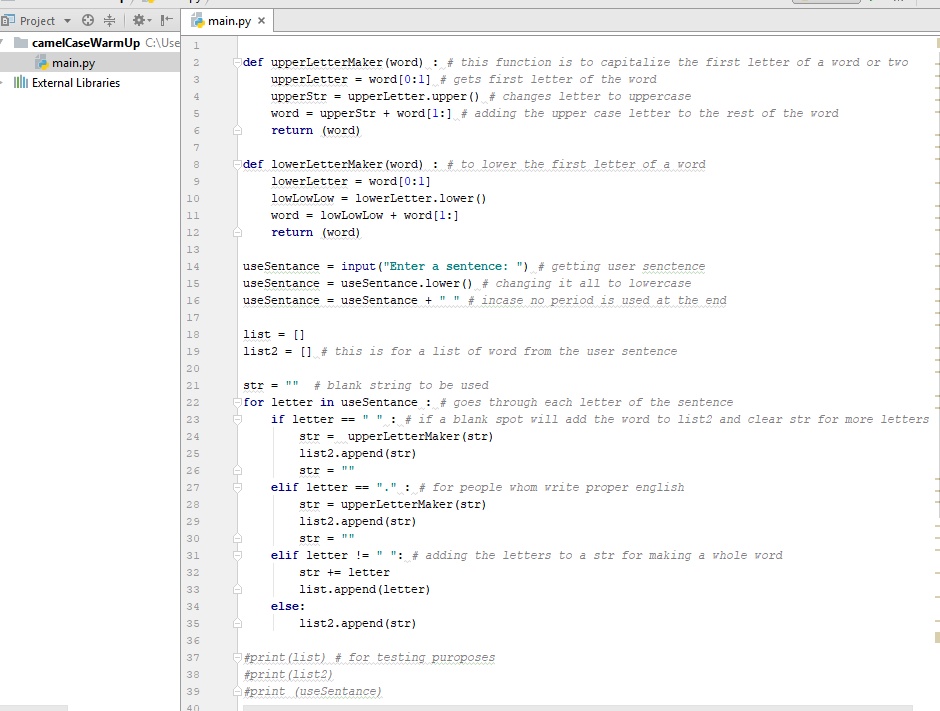 Project
main.py
camelCaseWarmUp C:\Use
main.py
External Libraries
1
2 def upperLetterMaker(word) : # this function is to capitalize the first letter of a word or two
3     upperLetter = word[0:1] # gets first letter of the word
4     upperStr = upperLetter.upper() # changes letter to uppercase
5     word = upperStr + word[1:] # adding the upper case letter to the rest of the word
6     return (word)
7
8 def lowerLetterMaker(word) : # to lower the first letter of a word
9     lowerLetter = word[0:1]
10     lowLowLow = lowerLetter.lower()
11     word = lowLowLow + word[1:]
12     return (word)
13
14 useSentance = input("Enter a sentence: ") # getting user senctence
15 useSentance = useSentance.lower() # changing it all to lowercase
16 useSentance = useSentance + " " # incase no period is used at the end
17
18 list = []
19 list2 = [] # this is for a list of word from the user sentence
20
21 str = ""  # blank string to be used
22 for letter in useSentance : # goes through each letter of the sentence
23     if letter == " " : # if a blank spot will add the word to list2 and clear str for more letters
24         str =  upperLetterMaker(str)
25         list2.append(str)
26         str = ""
27     elif letter == "." : # for people whom write proper english
28         str = upperLetterMaker(str)
29         list2.append(str)
30         str = ""
31     elif letter != " ": # adding the letters to a str for making a whole word
32         str += letter
33         list.append(letter)
34     else:
35         list2.append(str)
36
37 #print(list) # for testing puroposes
38 #print(list2)
39 #print (useSentance)
40